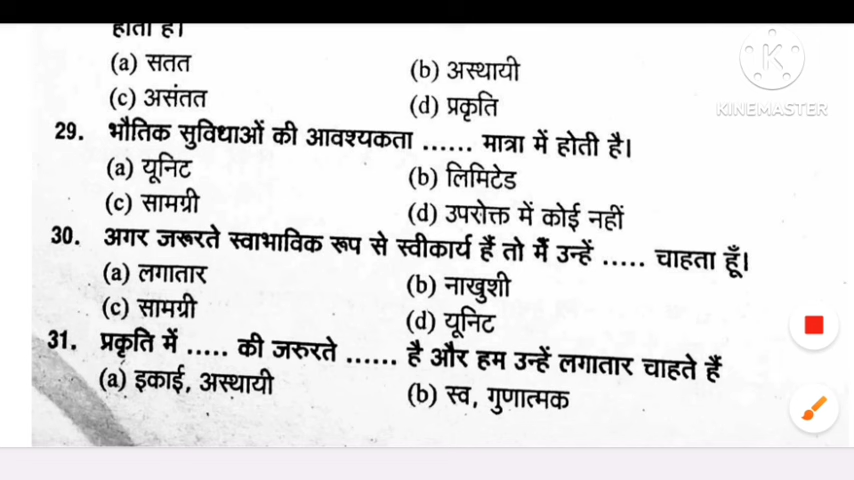 होता है।
(a) सतत (b) अस्थायी
(c) असंतत (d) प्रकृति
29. भौतिक सुविधाओं की आवश्यकता ...... मात्रा में होती है।
(a) यूनिट (b) लिमिटेड
(c) सामग्री (d) उपरोक्त में कोई नहीं
30. अगर जरूरते स्वाभाविक रूप से स्वीकार्य हैं तो मैं उन्हें ..... चाहता हूँ।
(a) लगातार (b) नाखुशी
(c) सामग्री (d) यूनिट
31. प्रकृति में ..... की जरुरते ...... है और हम उन्हें लगातार चाहते हैं
(a) इकाई, अस्थायी (b) स्व, गुणात्मक
K
KINEMASTER